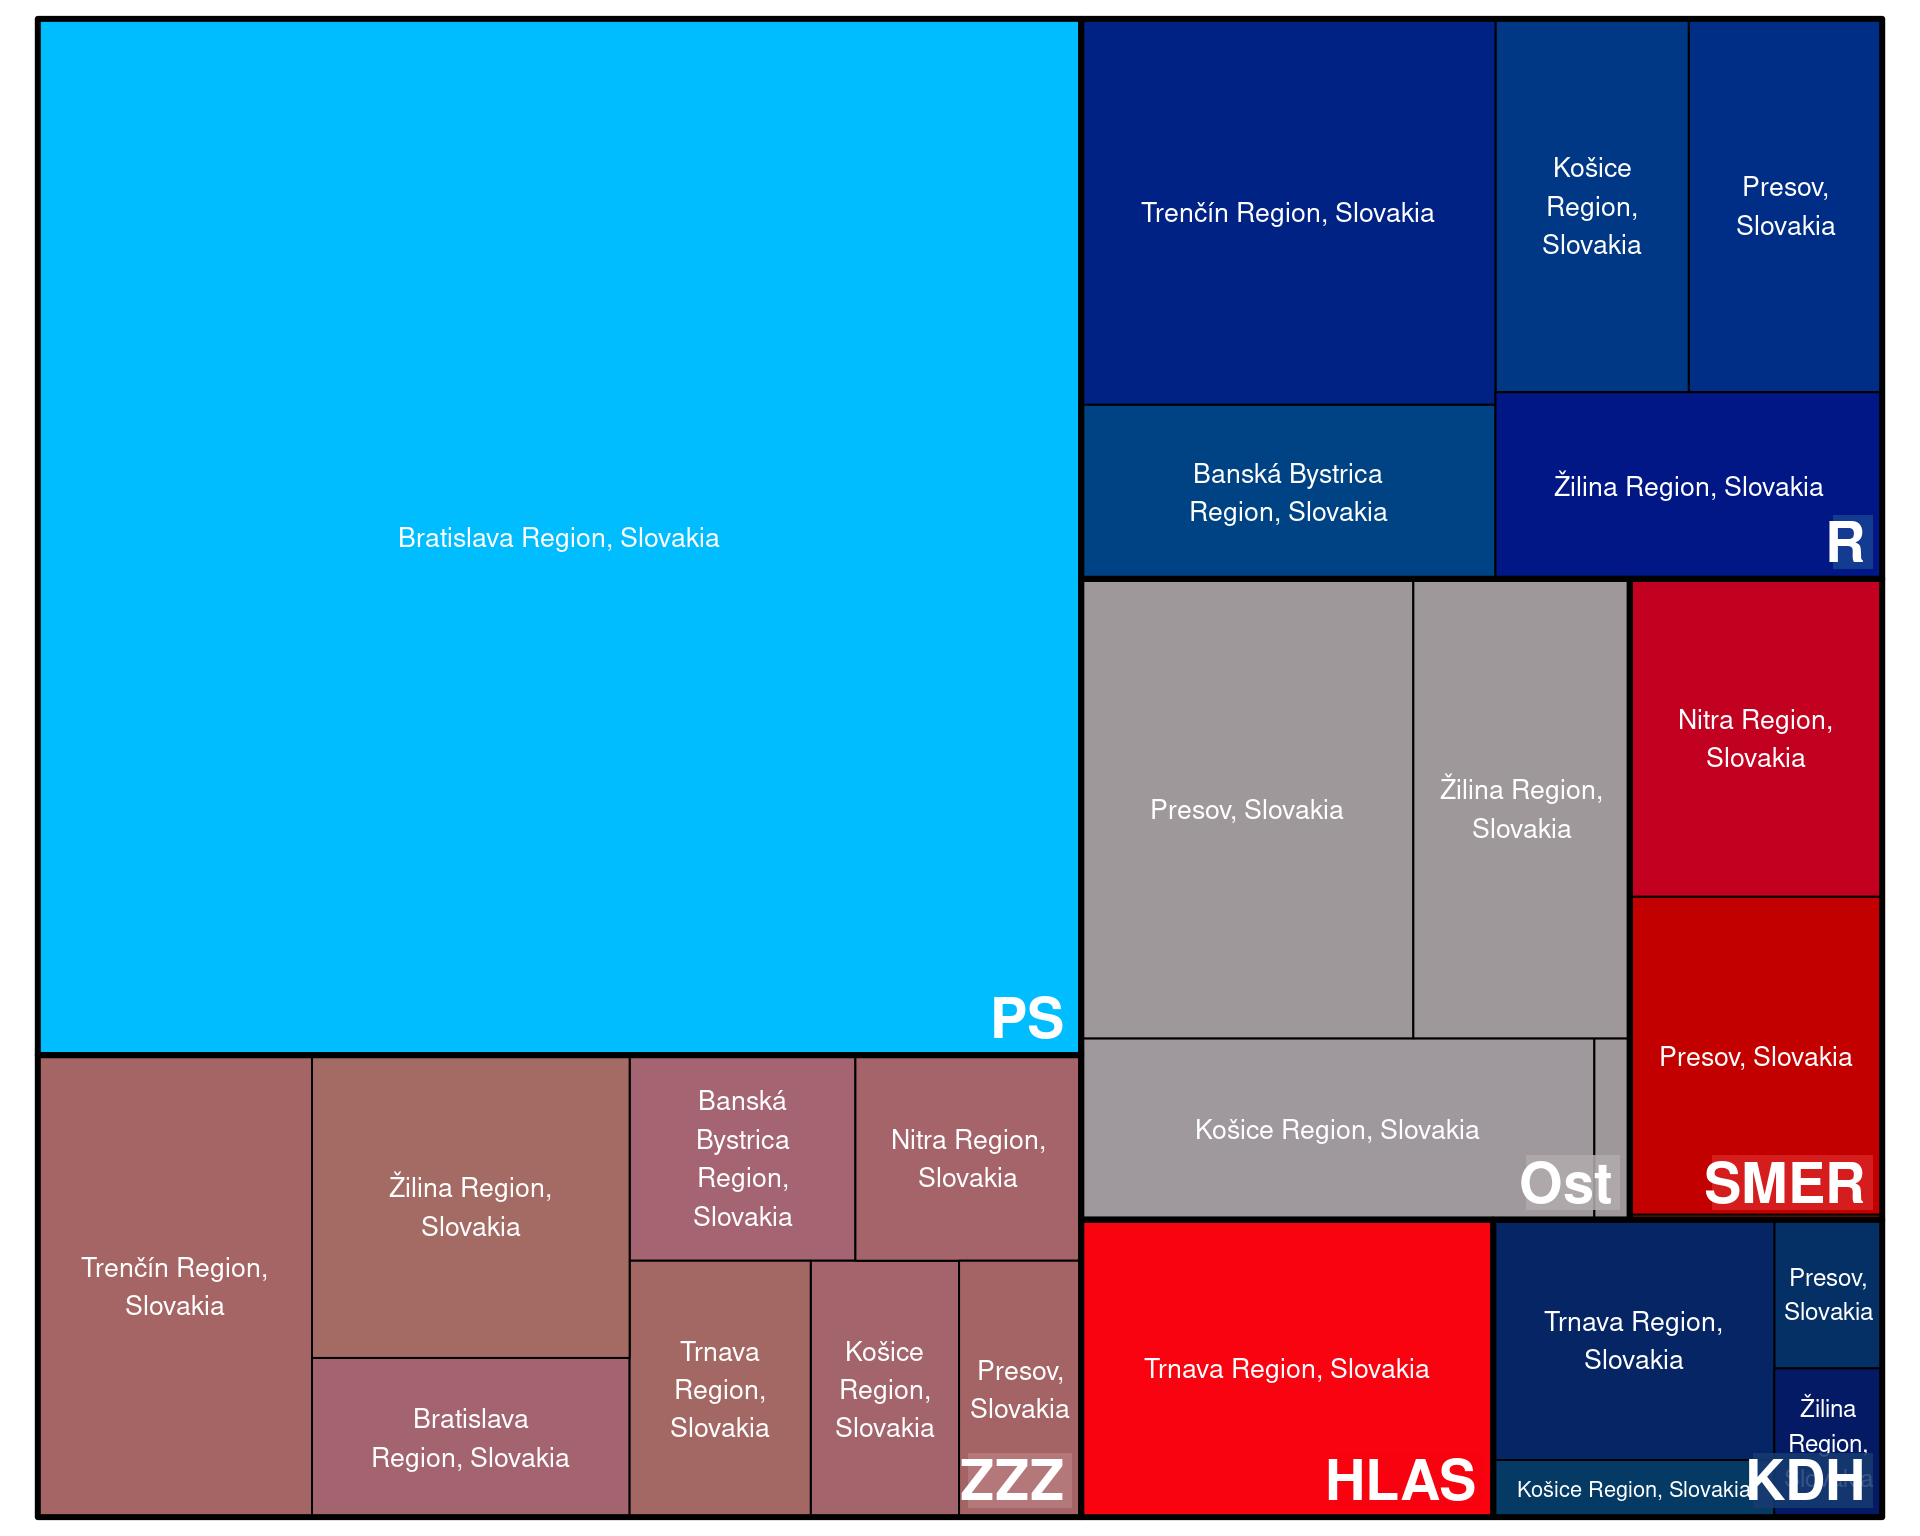 Bratislava Region, Slovakia
PS
Trenčín Region, Slovakia
Košice
Region,
Slovakia
Presov,
Slovakia
Banská Bystrica
Region, Slovakia
Žilina Region, Slovakia
R
Presov, Slovakia
Žilina Region,
Slovakia
Košice Region, Slovakia
Ost
Nitra Region,
Slovakia
Presov, Slovakia
SMER
Trenčín Region,
Slovakia
Žilina Region,
Slovakia
Bratislava
Region, Slovakia
Banská
Bystrica
Region,
Slovakia
Nitra Region,
Slovakia
Trnava
Region,
Slovakia
Košice
Region,
Slovakia
Presov,
Slovakia
ZZZ
Trnava Region, Slovakia
HLAS
Trnava Region,
Slovakia
Presov,
Slovakia
Žilina
Region,
Slovakia
Košice Region, Slovakia
KDH